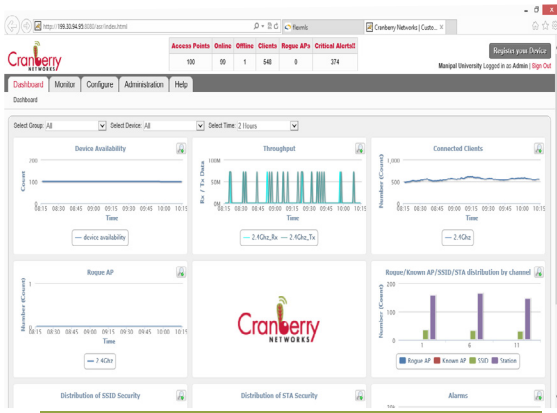 http://199.30.94.95:8080/asr/index.html
Cranberry Networks | Custo...
Access Points Online Offline Clients Rogue APs Critical Alerts
100 99 1 648 0 374
Cranberry
NETWORKS
Register your Device
Manipal University Logged in as Admin | Sign Out
Dashboard Monitor Configure Administration Help
Dashboard
Select Group: All Select Device: All Select Time: 2 Hours
Device Availability
Count
200
100
0
08:15 08:30 08:45 09:00 09:15 09:30 09:45 10:00 10:15
Time
device availability
Throughput
Rx / Tx Data
100M
50M
0M
08:15 08:30 08:45 09:00 09:15 09:30 09:45 10:00 10:15
Time
2.4Ghz_Rx 2.4Ghz_Tx
Connected Clients
Number (Count)
1,000
500
0
08:15 08:30 08:45 09:00 09:15 09:30 09:45 10:00 10:15
Time
2.4Ghz
Rogue AP
Number (Count)
1
0
08:15 08:30 08:45 09:00 09:15 09:30 09:45 10:00 10:15
Time
2.4Ghz
Cranberry
NETWORKS
Rogue/Known AP/SSID/STA distribution by channel
Number (Count)
200
100
0
1 6 11
Rogue AP Known AP SSID Station
Distribution of SSID Security
Distribution of STA Security
Alarms